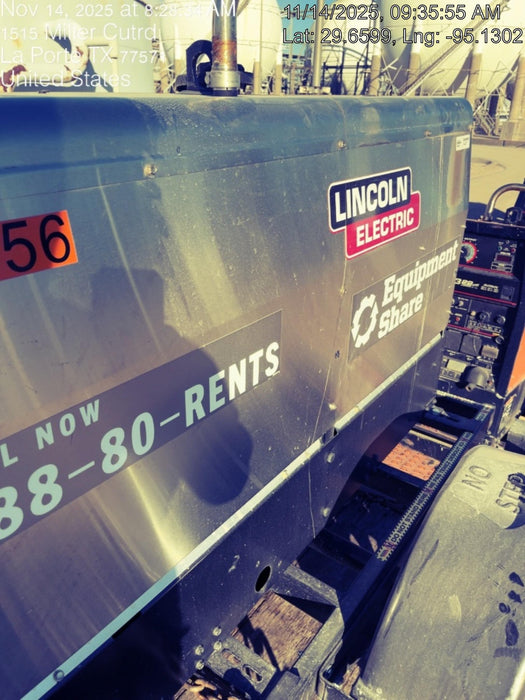 Nov 14, 2025 at 8:28:34 AM
1515 Miller Cutrd
La Porte TX 77571
United States
11/14/2025, 09:35:55 AM
Lat: 29.6599, Lng: -95.1302
56
LINCOLN
ELECTRIC
Equipment
Share
L NOW
88-80-RENTS
NO
STEP